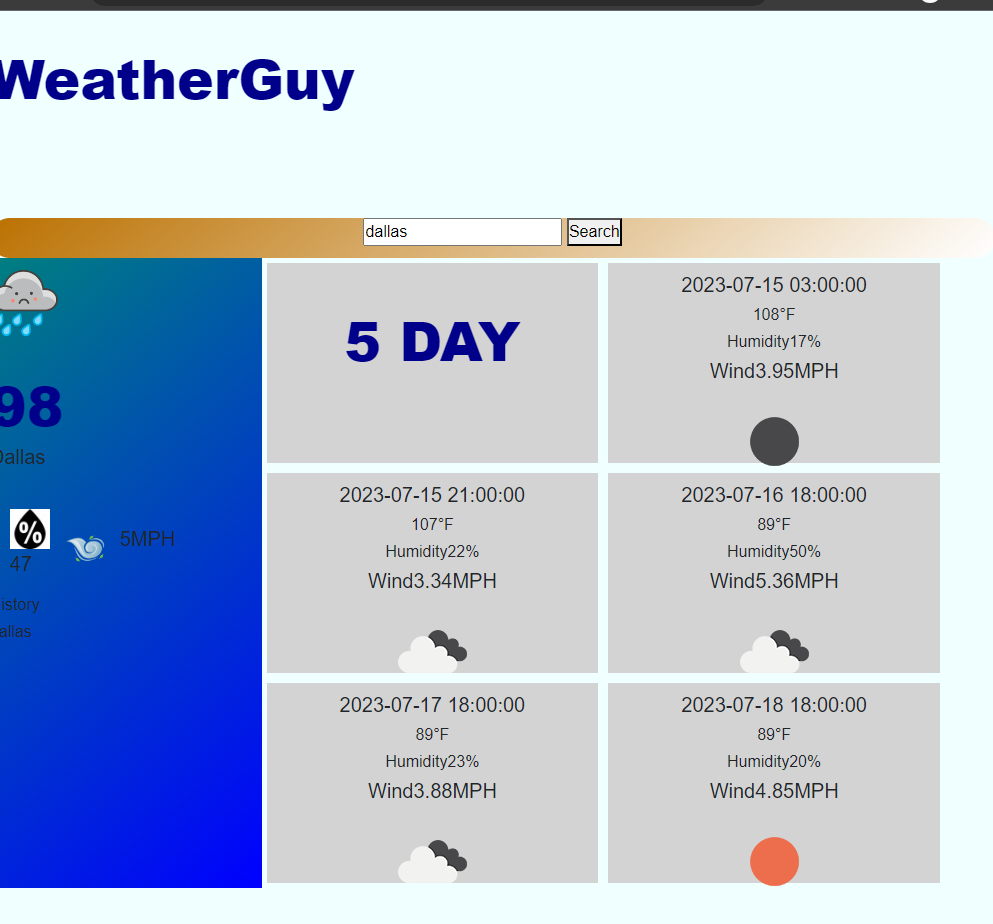 WeatherGuy
dallas Search
98
Dallas
%
47
5MPH
istory
allas
5 DAY
2023-07-15 03:00:00
108°F
Humidity17%
Wind3.95MPH
2023-07-15 21:00:00
107°F
Humidity22%
Wind3.34MPH
2023-07-16 18:00:00
89°F
Humidity50%
Wind5.36MPH
2023-07-17 18:00:00
89°F
Humidity23%
Wind3.88MPH
2023-07-18 18:00:00
89°F
Humidity20%
Wind4.85MPH